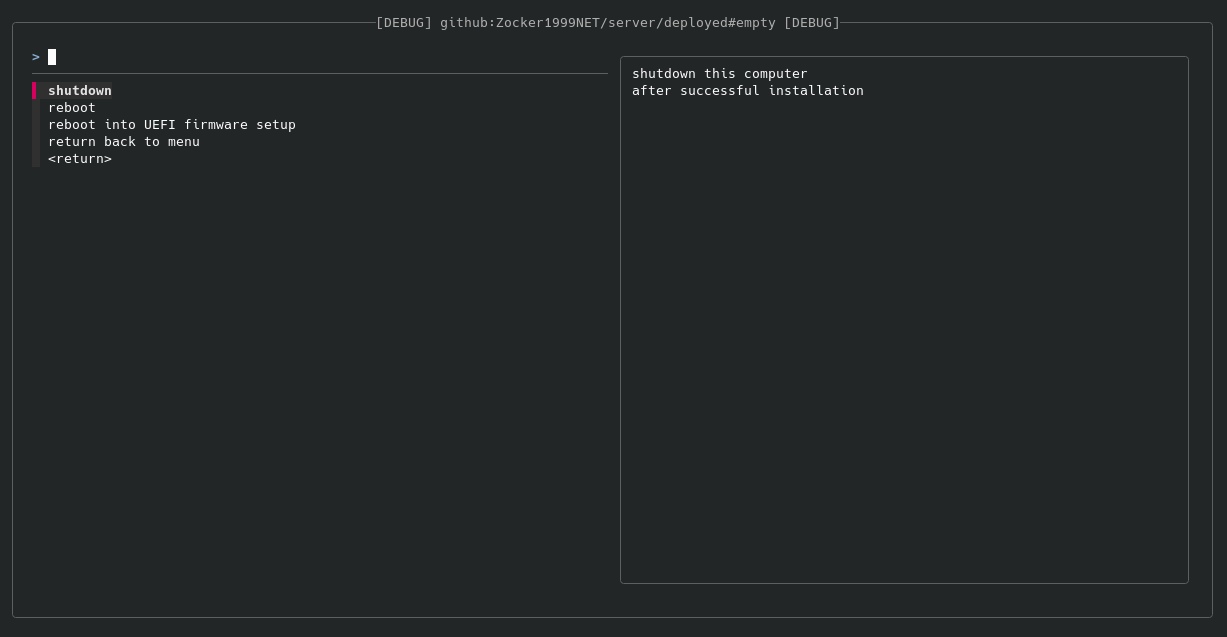 [DEBUG] github:Zocker1999NET/server/deployed#empty [DEBUG]
>
shutdown
reboot
reboot into UEFI firmware setup
return back to menu
<return>
shutdown this computer
after successful installation